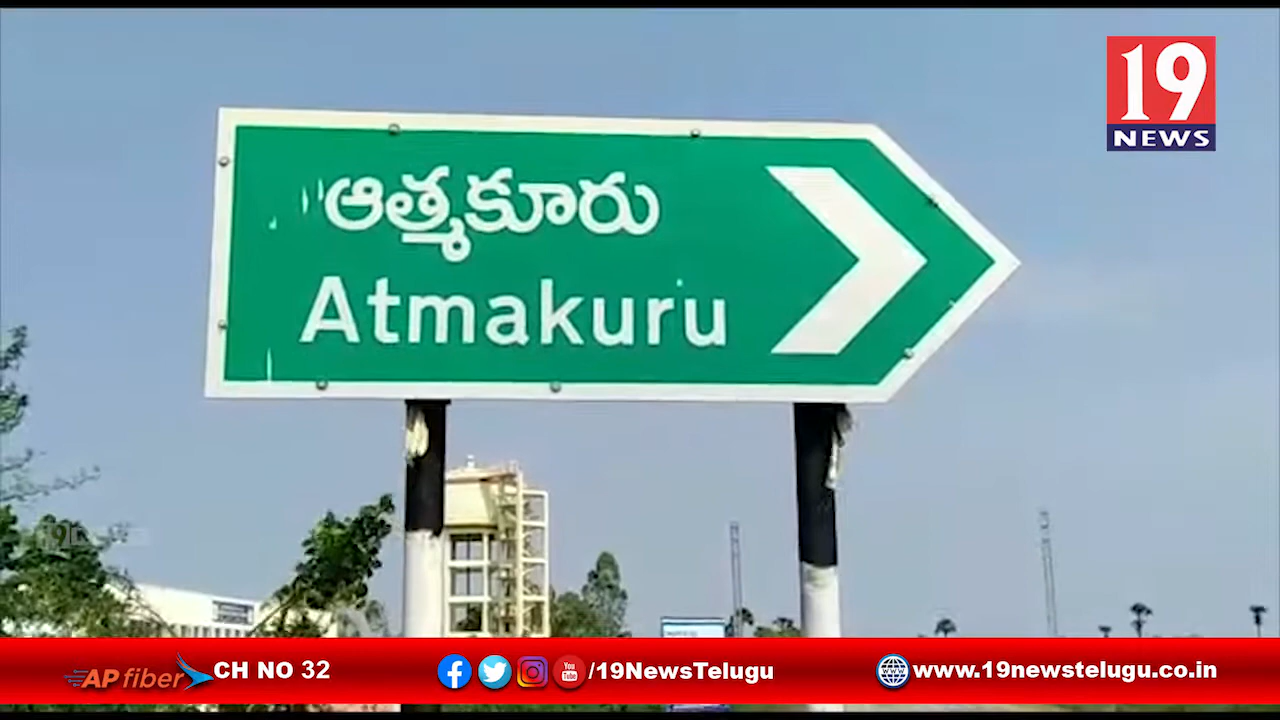 19
NEWS
ఆత్మకూరు
Atmakuru
APfiber CH NO 32
/19NewsTelugu
www.19newstelugu.co.in